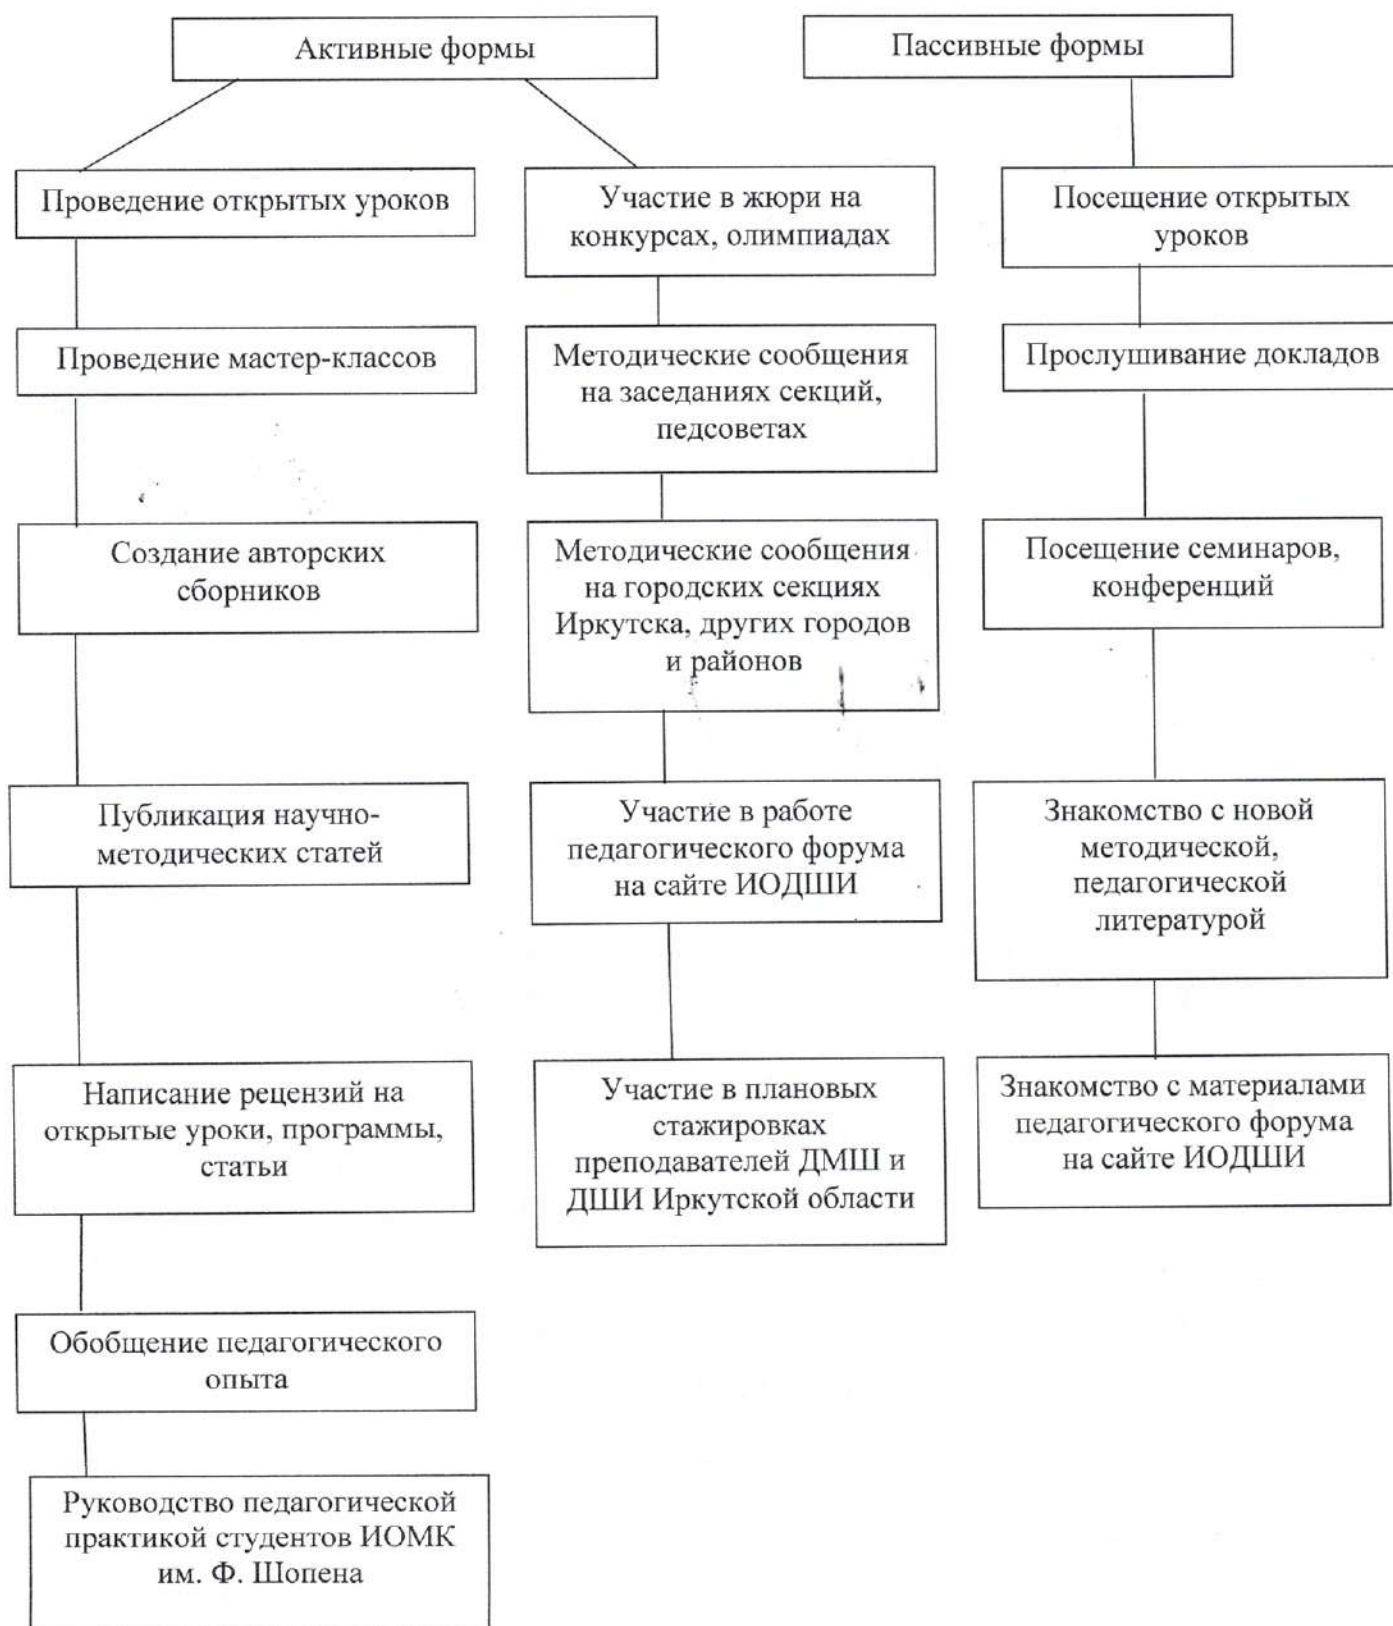 Активные формы
Пассивные формы
Проведение открытых уроков
Проведение мастер-классов
Создание авторских
сборников
Публикация научно-
методических статей
Написание рецензий на
открытые уроки, программы,
статьи
Обобщение педагогического
опыта
Руководство педагогической
практикой студентов ИОМК
им. Ф. Шопена
Участие в жюри на
конкурсах, олимпиадах
Методические сообщения
на заседаниях секций,
педсоветах
Методические сообщения
на городских секциях
Иркутска, других городов
и районов
Участие в работе
педагогического форума
на сайте ИОДШИ
Участие в плановых
стажировках
преподавателей ДМШ и
ДШИ Иркутской области
Посещение открытых
уроков
Прослушивание докладов
Посещение семинаров,
конференций
Знакомство с новой
методической,
педагогической
литературой
Знакомство с материалами
педагогического форума
на сайте ИОДШИ